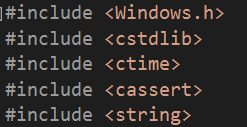 #include <Windows.h>
#include <cstdlib>
#include <ctime>
#include <cassert>
#include <string>